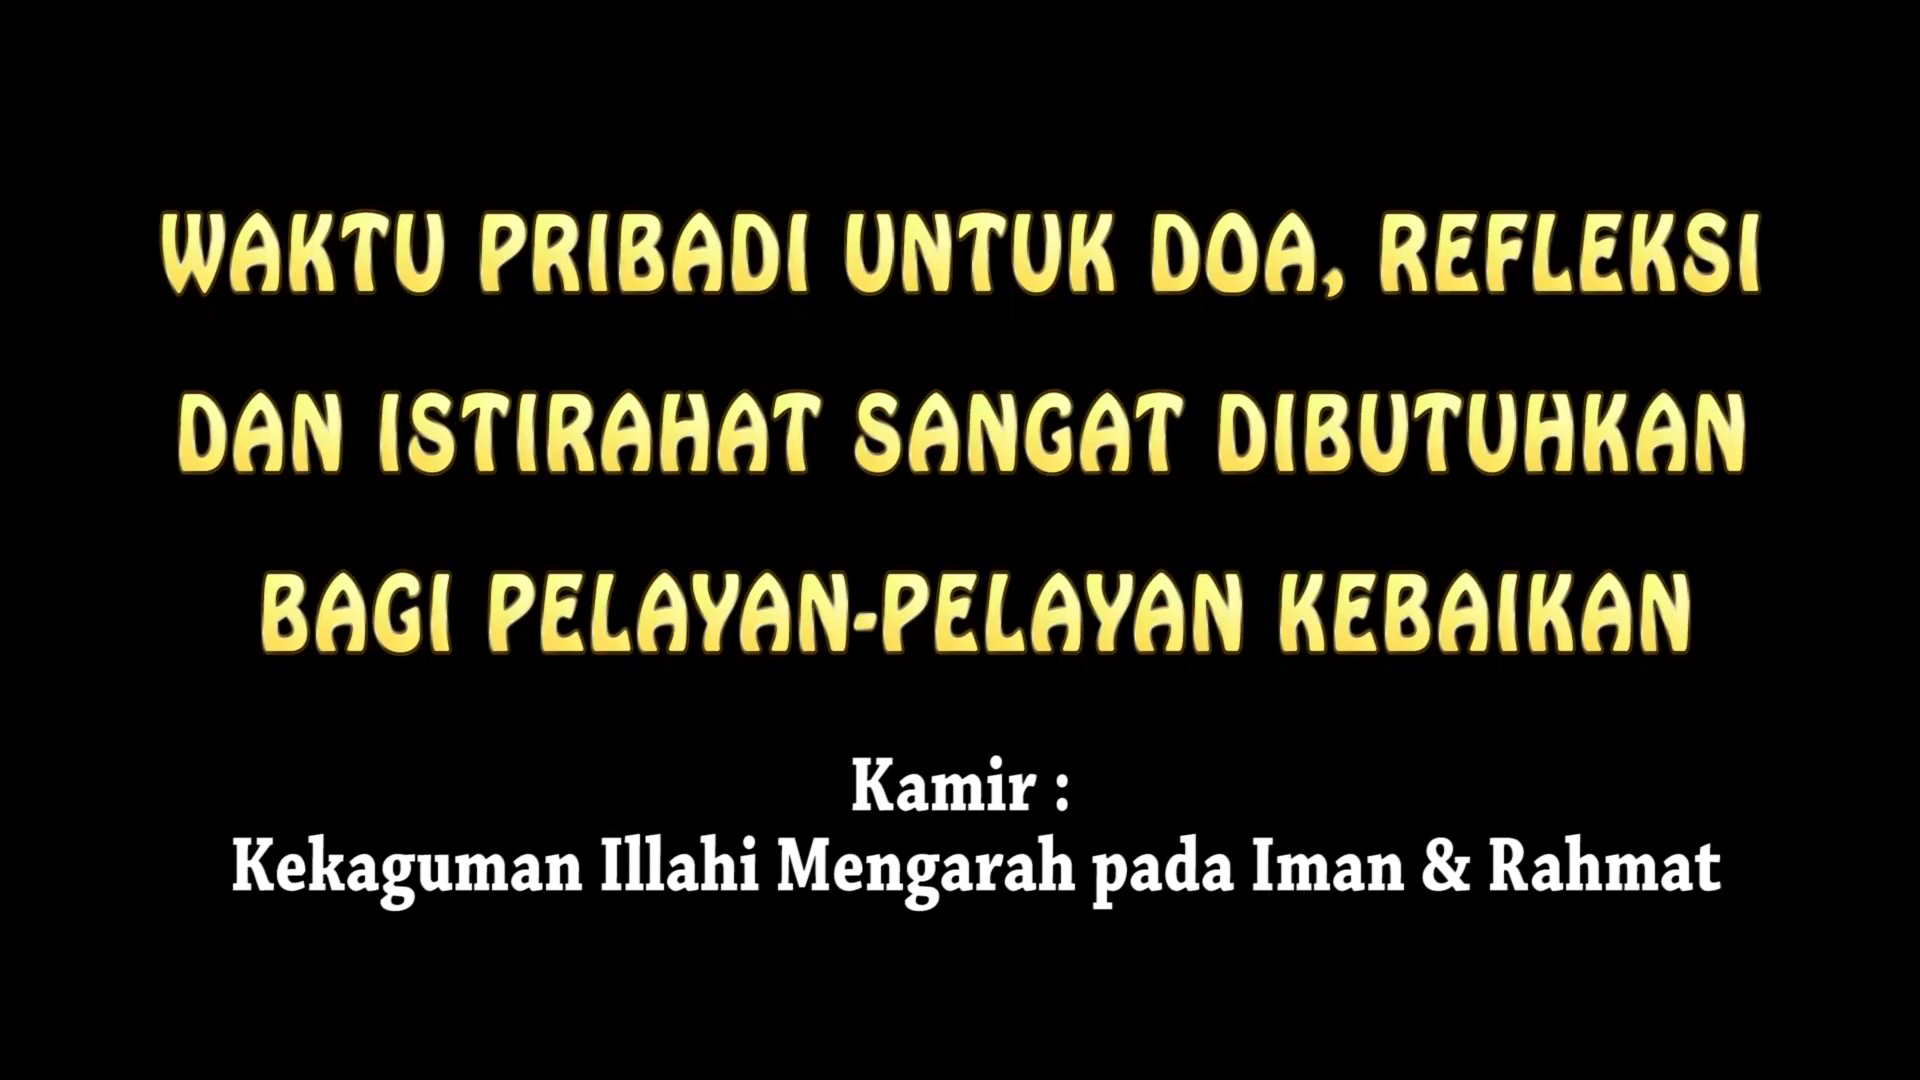 WAKTU PRIBADI UNTUK DOA, REFLEKSI
DAN ISTIRAHAT SANGAT DIBUTUHKAN
BAGI PELAYAN-PELAYAN KEBAIKAN
Kamir :
Kekaguman Illahi Mengarah pada Iman & Rahmat